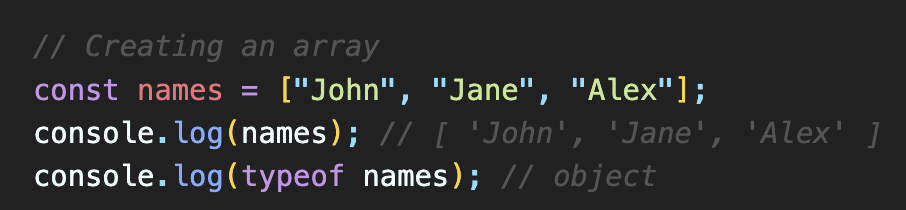 // Creating an array
const names = ["John", "Jane", "Alex"];
console.log(names); // [ 'John', 'Jane', 'Alex' ]
console.log(typeof names); // object